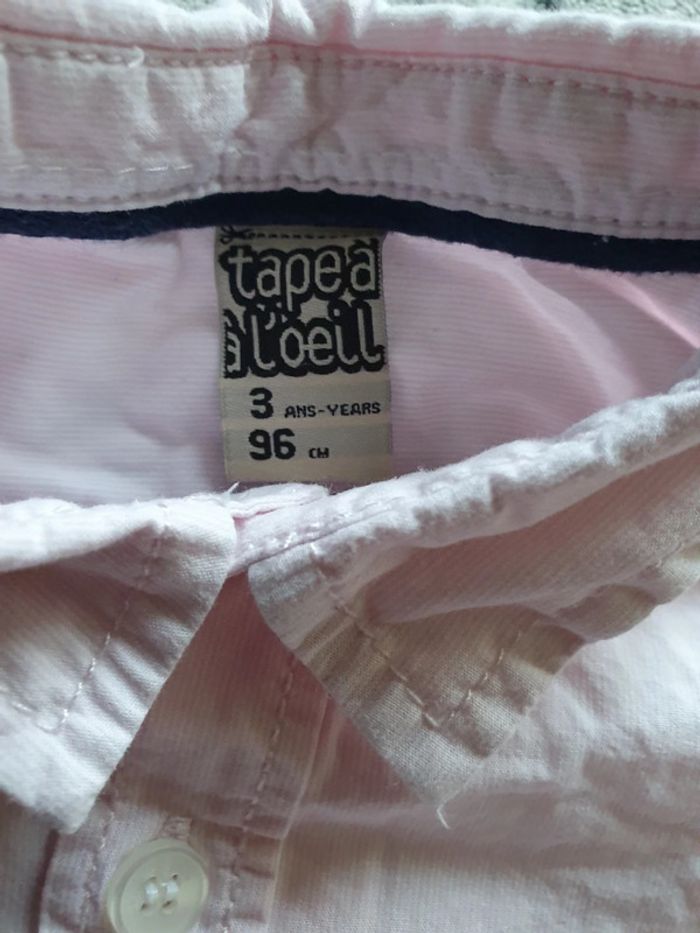 tape à
à l'oeil
3 ANS-YEARS
96 CM